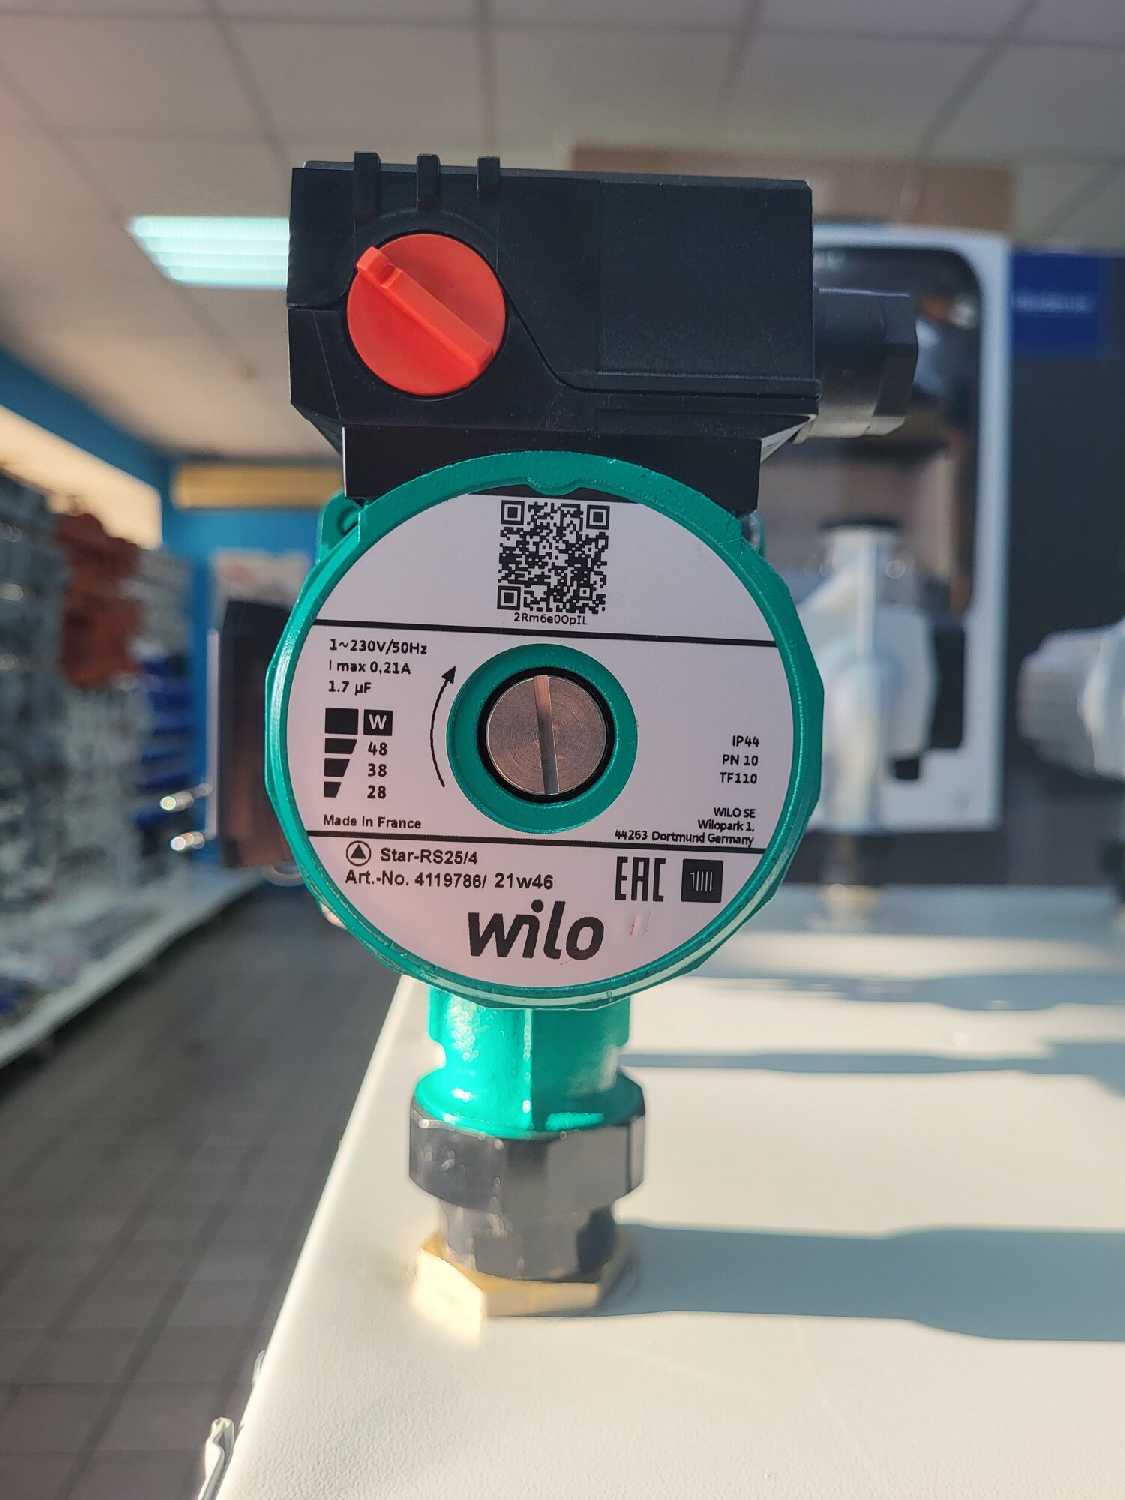 2Rm6e0OpIL
1~230V/50Hz
I max 0,21A
1.7 µF
W
48
38
28
Made in France
IP44
PN 10
TF110
WILO SE
Wilopark 1.
44263 Dortmund Germany
Star-RS25/4
Art.-No. 4119786/ 21w46
EAC
wilo